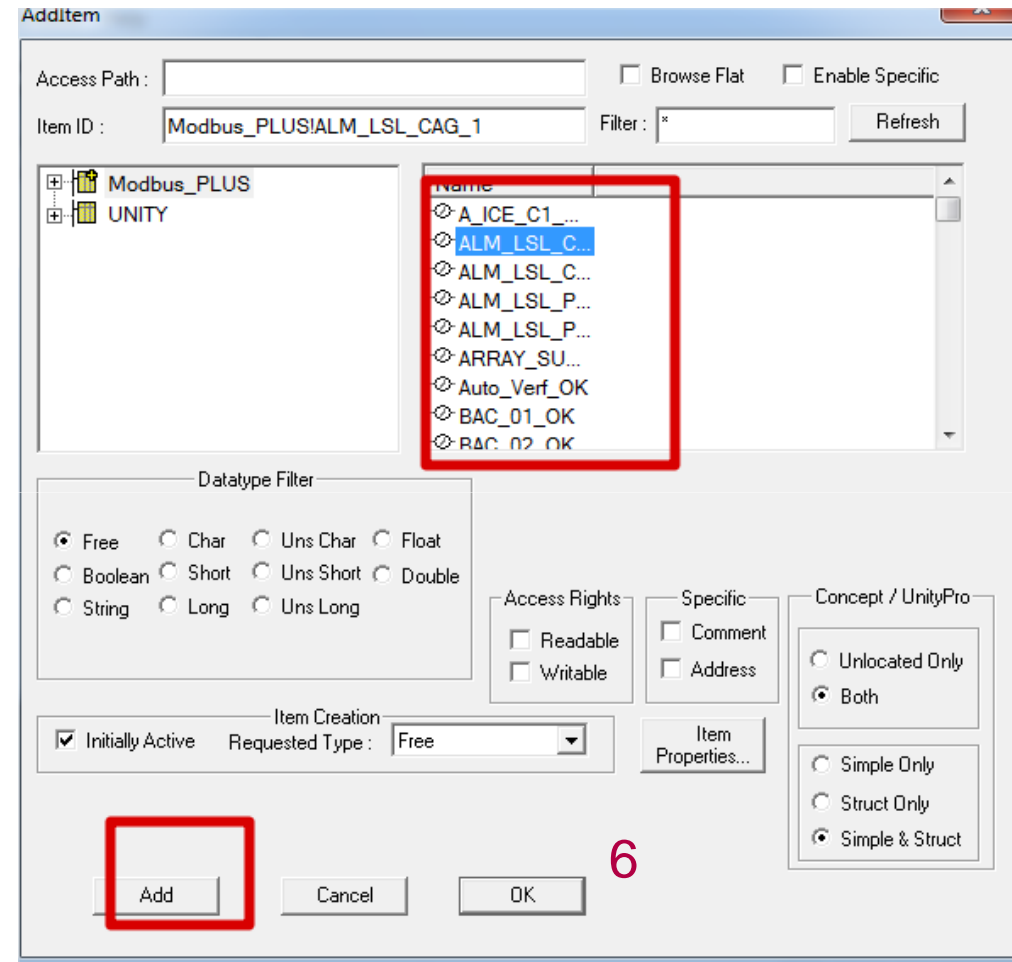 AddItem
Access Path :
Browse Flat
Enable Specific
Item ID :
Modbus_PLUS!ALM_LSL_CAG_1
Filter :
*
Refresh
Modbus_PLUS
UNITY
Name
A_ICE_C1_...
ALM_LSL_C...
ALM_LSL_C...
ALM_LSL_P...
ALM_LSL_P...
ARRAY_SU...
Auto_Verf_OK
BAC_01_OK
BAC_02_OK
Datatype Filter
Free
Char
Uns Char
Float
Boolean
Short
Uns Short
Double
String
Long
Uns Long
Access Rights
Readable
Writable
Specific
Comment
Address
Concept / UnityPro
Unlocated Only
Both
Item Creation
Initially Active
Requested Type :
Free
Item
Properties...
Simple Only
Struct Only
Simple & Struct
6
Add
Cancel
OK